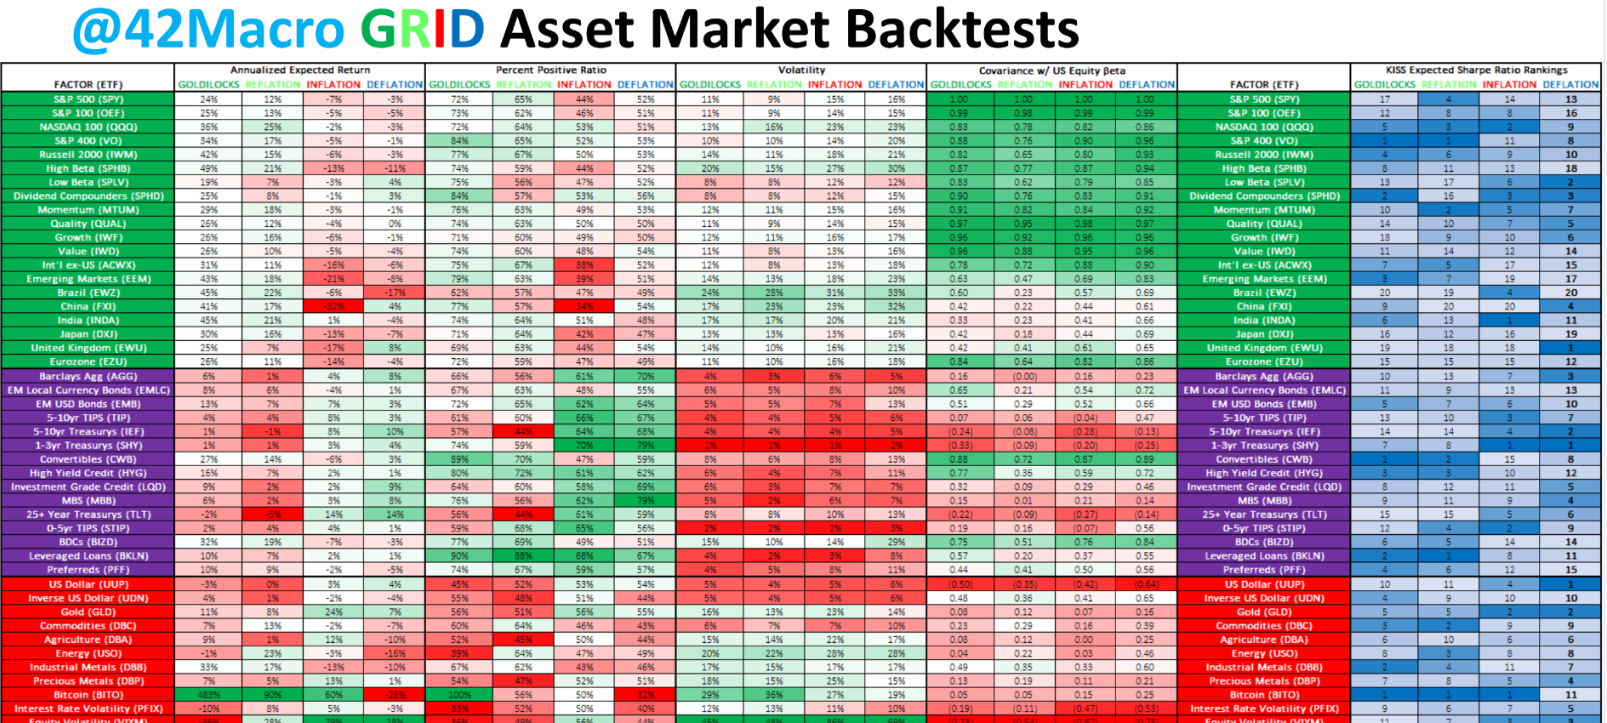 @42Macro GRID Asset Market Backtests
Annualized Expected Return Percent Positive Ratio Volatility Covariance w/ US Equity βeta KISS Expected Sharpe Ratio Rankings
FACTOR (ETF) GOLDILOCKS REFLATION INFLATION DEFLATION GOLDILOCKS REFLATION INFLATION DEFLATION GOLDILOCKS REFLATION INFLATION DEFLATION GOLDILOCKS REFLATION INFLATION DEFLATION FACTOR (ETF) GOLDILOCKS REFLATION INFLATION DEFLATION
S&P 500 (SPY) 24% 12% -7% -3% 72% 65% 44% 52% 11% 9% 15% 16% 1.00 1.00 1.00 1.00 S&P 500 (SPY) 17 4 14 13
S&P 100 (OEF) 25% 13% -5% -5% 73% 62% 46% 51% 11% 9% 14% 15% 0.99 0.98 0.99 0.99 S&P 100 (OEF) 12 8 8 16
NASDAQ 100 (QQQ) 36% 25% -2% -3% 72% 64% 53% 51% 13% 16% 23% 23% 0.83 0.78 0.82 0.86 NASDAQ 100 (QQQ) 5 3 2 9
S&P 400 (VO) 34% 17% -5% -1% 84% 65% 52% 53% 10% 10% 14% 20% 0.88 0.76 0.90 0.96 S&P 400 (VO) 1 1 11 8
Russell 2000 (IWM) 42% 15% -6% -3% 77% 67% 50% 53% 14% 11% 18% 21% 0.82 0.65 0.80 0.93 Russell 2000 (IWM) 4 6 9 10
High Beta (SPHB) 49% 21% -13% -11% 74% 59% 44% 52% 20% 15% 27% 30% 0.87 0.77 0.87 0.94 High Beta (SPHB) 8 11 13 18
Low Beta (SPLV) 19% 7% -3% 4% 75% 56% 47% 52% 8% 8% 12% 12% 0.83 0.62 0.79 0.85 Low Beta (SPLV) 13 17 6 2
Dividend Compounders (SPHD) 25% 8% -1% 3% 84% 57% 53% 56% 8% 8% 12% 15% 0.90 0.76 0.83 0.91 Dividend Compounders (SPHD) 2 16 3 3
Momentum (MTUM) 29% 18% -3% -1% 76% 63% 49% 53% 12% 11% 15% 16% 0.91 0.82 0.84 0.92 Momentum (MTUM) 10 2 5 7
Quality (QUAL) 26% 12% -4% 0% 74% 63% 50% 50% 11% 9% 14% 15% 0.97 0.95 0.98 0.97 Quality (QUAL) 14 10 7 5
Growth (IWF) 26% 16% -6% -1% 71% 60% 49% 50% 12% 11% 16% 17% 0.96 0.92 0.96 0.96 Growth (IWF) 18 9 10 6
Value (IWD) 26% 10% -5% -4% 74% 60% 48% 54% 11% 8% 13% 16% 0.96 0.88 0.95 0.96 Value (IWD) 11 14 12 14
Int'l ex-US (ACWX) 31% 11% -16% -6% 75% 67% 38% 52% 12% 8% 13% 18% 0.78 0.72 0.88 0.90 Int'l ex-US (ACWX) 7 5 17 15
Emerging Markets (EEM) 43% 18% -21% -8% 79% 63% 39% 51% 14% 13% 18% 23% 0.63 0.47 0.69 0.83 Emerging Markets (EEM) 3 7 19 17
Brazil (EWZ) 45% 22% -6% -17% 62% 57% 47% 49% 24% 28% 31% 33% 0.60 0.23 0.57 0.69 Brazil (EWZ) 20 19 4 20
China (FXI) 41% 17% -32% 4% 77% 57% 34% 54% 17% 23% 23% 32% 0.42 0.22 0.44 0.61 China (FXI) 9 20 20 4
India (INDA) 45% 21% 1% -4% 74% 64% 51% 48% 17% 17% 20% 21% 0.33 0.23 0.41 0.66 India (INDA) 6 13 1 11
Japan (DXJ) 30% 16% -13% -7% 71% 64% 42% 47% 13% 13% 13% 16% 0.42 0.18 0.44 0.69 Japan (DXJ) 16 12 16 19
United Kingdom (EWU) 25% 7% -17% 8% 69% 63% 44% 54% 14% 10% 16% 21% 0.42 0.41 0.61 0.65 United Kingdom (EWU) 19 18 18 1
Eurozone (EZU) 26% 11% -14% -4% 72% 59% 47% 49% 11% 10% 16% 18% 0.84 0.64 0.82 0.86 Eurozone (EZU) 15 15 15 12
Barclays Agg (AGG) 6% 1% 4% 8% 66% 56% 61% 70% 4% 3% 6% 5% 0.16 (0.00) 0.16 0.23 Barclays Agg (AGG) 10 13 7 3
EM Local Currency Bonds (EMLC) 8% 6% -4% 1% 67% 63% 48% 55% 6% 5% 8% 10% 0.65 0.21 0.54 0.72 EM Local Currency Bonds (EMLC) 11 9 13 13
EM USD Bonds (EMB) 13% 7% 7% 3% 72% 65% 62% 64% 5% 5% 7% 13% 0.51 0.29 0.52 0.66 EM USD Bonds (EMB) 5 7 6 10
5-10yr TIPS (TIP) 4% 4% 8% 3% 61% 60% 66% 67% 4% 4% 5% 6% 0.07 0.06 (0.04) 0.47 5-10yr TIPS (TIP) 13 10 3 7
5-10yr Treasurys (IEF) 1% -1% 8% 10% 57% 44% 64% 68% 4% 4% 4% 5% (0.24) (0.08) (0.28) (0.13) 5-10yr Treasurys (IEF) 14 14 4 2
1-3yr Treasurys (SHY) 1% 1% 3% 4% 74% 59% 70% 79% 1% 1% 1% 2% (0.33) (0.09) (0.20) (0.25) 1-3yr Treasurys (SHY) 7 8 1 1
Convertibles (CWB) 27% 14% -6% 3% 89% 70% 47% 59% 8% 6% 8% 13% 0.88 0.72 0.87 0.89 Convertibles (CWB) 1 2 15 8
High Yield Credit (HYG) 16% 7% 2% 1% 80% 72% 61% 62% 6% 4% 7% 11% 0.77 0.36 0.59 0.72 High Yield Credit (HYG) 3 3 10 12
Investment Grade Credit (LQD) 9% 2% 2% 9% 64% 60% 58% 69% 6% 3% 7% 7% 0.32 0.09 0.29 0.46 Investment Grade Credit (LQD) 8 12 11 5
MBS (MBB) 6% 2% 3% 8% 76% 56% 62% 79% 5% 2% 6% 7% 0.15 0.01 0.21 0.14 MBS (MBB) 9 11 9 4
25+ Year Treasurys (TLT) -2% -5% 14% 14% 56% 44% 61% 59% 8% 8% 10% 13% (0.22) (0.09) (0.27) (0.14) 25+ Year Treasurys (TLT) 15 15 5 6
0-5yr TIPS (STIP) 2% 4% 4% 1% 59% 68% 65% 56% 2% 2% 2% 3% 0.19 0.16 (0.07) 0.56 0-5yr TIPS (STIP) 12 4 2 9
BDCs (BIZD) 32% 19% -7% -3% 77% 69% 49% 51% 15% 10% 14% 29% 0.75 0.51 0.76 0.84 BDCs (BIZD) 6 5 14 14
Leveraged Loans (BKLN) 10% 7% 2% 1% 90% 88% 68% 67% 4% 2% 3% 8% 0.57 0.20 0.37 0.55 Leveraged Loans (BKLN) 2 1 8 11
Preferreds (PFF) 10% 9% -2% -5% 74% 67% 59% 57% 4% 5% 8% 11% 0.44 0.41 0.50 0.56 Preferreds (PFF) 4 6 12 15
US Dollar (UUP) -3% 0% 3% 4% 45% 52% 53% 54% 5% 4% 5% 6% (0.50) (0.35) (0.42) (0.64) US Dollar (UUP) 10 11 4 1
Inverse US Dollar (UDN) 4% 1% -2% -4% 55% 48% 51% 44% 5% 4% 5% 6% 0.48 0.36 0.41 0.65 Inverse US Dollar (UDN) 4 9 10 10
Gold (GLD) 11% 8% 24% 7% 56% 51% 56% 55% 16% 13% 23% 14% 0.08 0.12 0.07 0.16 Gold (GLD) 5 5 2 2
Commodities (DBC) 7% 13% -2% -7% 60% 64% 46% 43% 6% 7% 7% 10% 0.23 0.29 0.16 0.39 Commodities (DBC) 3 2 9 9
Agriculture (DBA) 9% 1% 12% -10% 52% 45% 50% 44% 15% 14% 22% 17% 0.08 0.12 0.00 0.25 Agriculture (DBA) 6 10 6 6
Energy (USO) -1% 23% -3% -16% 39% 64% 47% 49% 20% 22% 28% 28% 0.04 0.22 0.03 0.46 Energy (USO) 8 3 8 8
Industrial Metals (DBB) 33% 17% -13% -10% 67% 62% 43% 46% 17% 15% 17% 17% 0.49 0.35 0.33 0.60 Industrial Metals (DBB) 2 4 11 7
Precious Metals (DBP) 7% 5% 13% 1% 54% 47% 52% 51% 18% 15% 25% 15% 0.13 0.19 0.11 0.21 Precious Metals (DBP) 7 8 5 4
Bitcoin (BITO) 483% 90% 60% -26% 100% 56% 50% 32% 29% 36% 27% 19% 0.05 0.05 0.15 0.25 Bitcoin (BITO) 1 1 1 11
Interest Rate Volatility (PFIX) -10% 8% 5% -3% 33% 52% 50% 40% 12% 13% 11% 10% (0.19) (0.11) (0.47) (0.53) Interest Rate Volatility (PFIX) 9 6 7 5